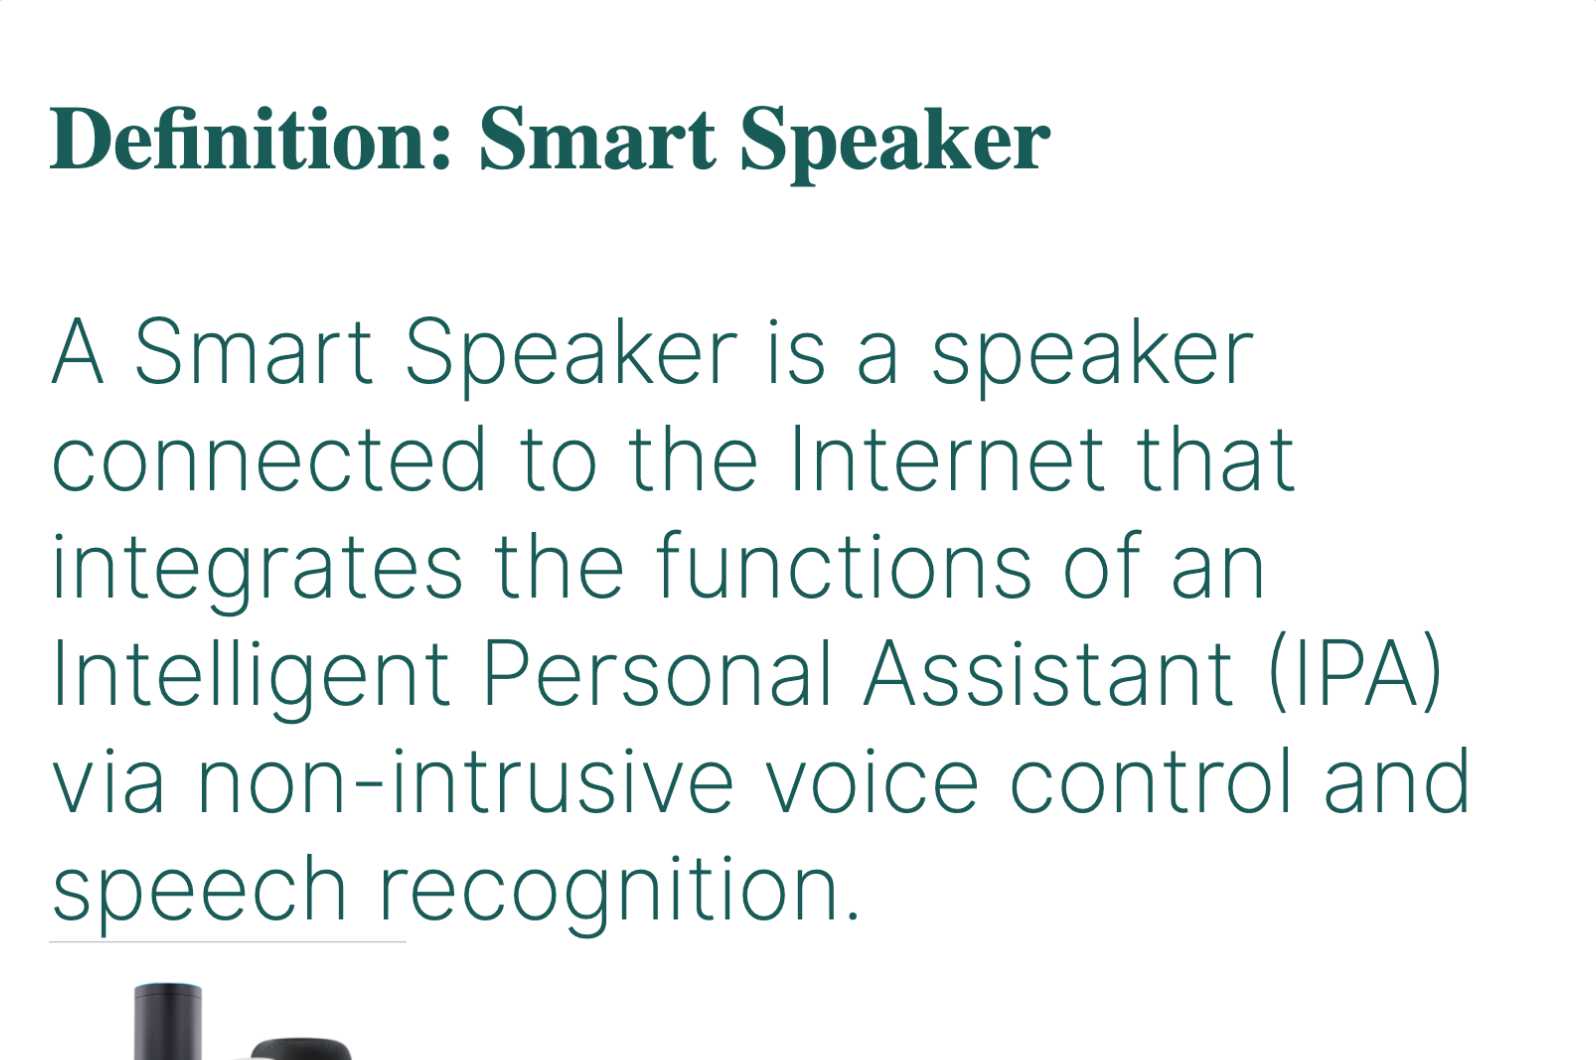 Definition: Smart Speaker
A Smart Speaker is a speaker
connected to the Internet that
integrates the functions of an
Intelligent Personal Assistant (IPA)
via non-intrusive voice control and
speech recognition.